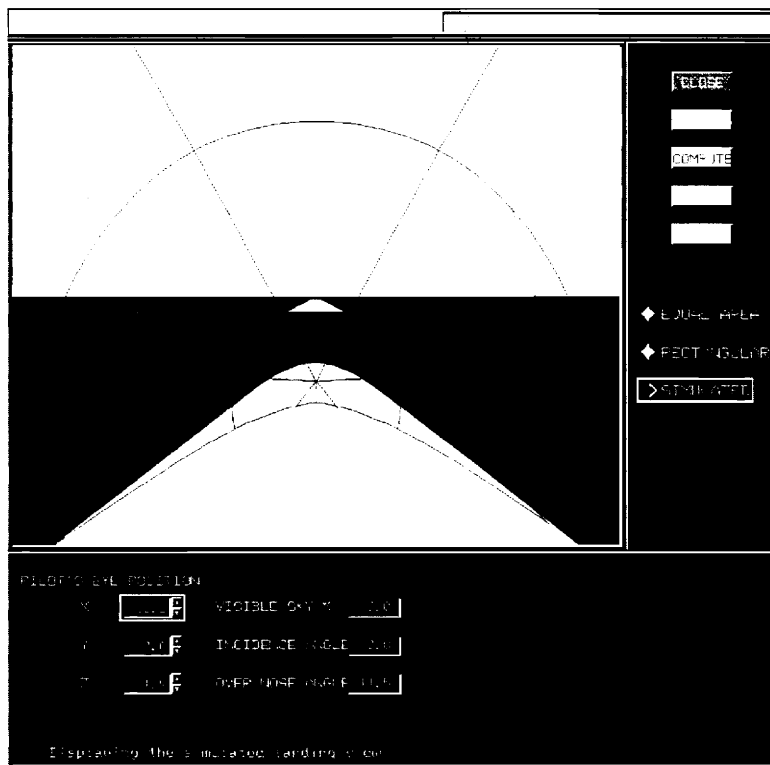 CLOSE
COMPUTE
EQUAL AREA
RECTANGULAR
SIMULATED
PILOT'S EYE POSITION
X VISIBLE SKY %
Y INCIDENCE ANGLE
Z OVER NOSE ANGLE
Displaying the simulated landing view